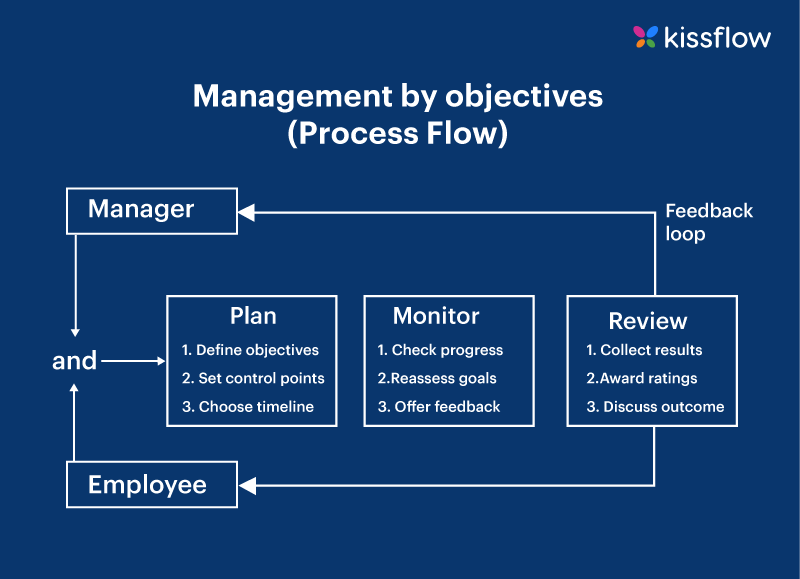 kissflow
Management by objectives
(Process Flow)
Manager
Feedback
loop
and
Plan
1. Define objectives
2. Set control points
3. Choose timeline
Monitor
1. Check progress
2.Reassess goals
3. Offer feedback
Review
1. Collect results
2.Award ratings
3. Discuss outcome
Employee